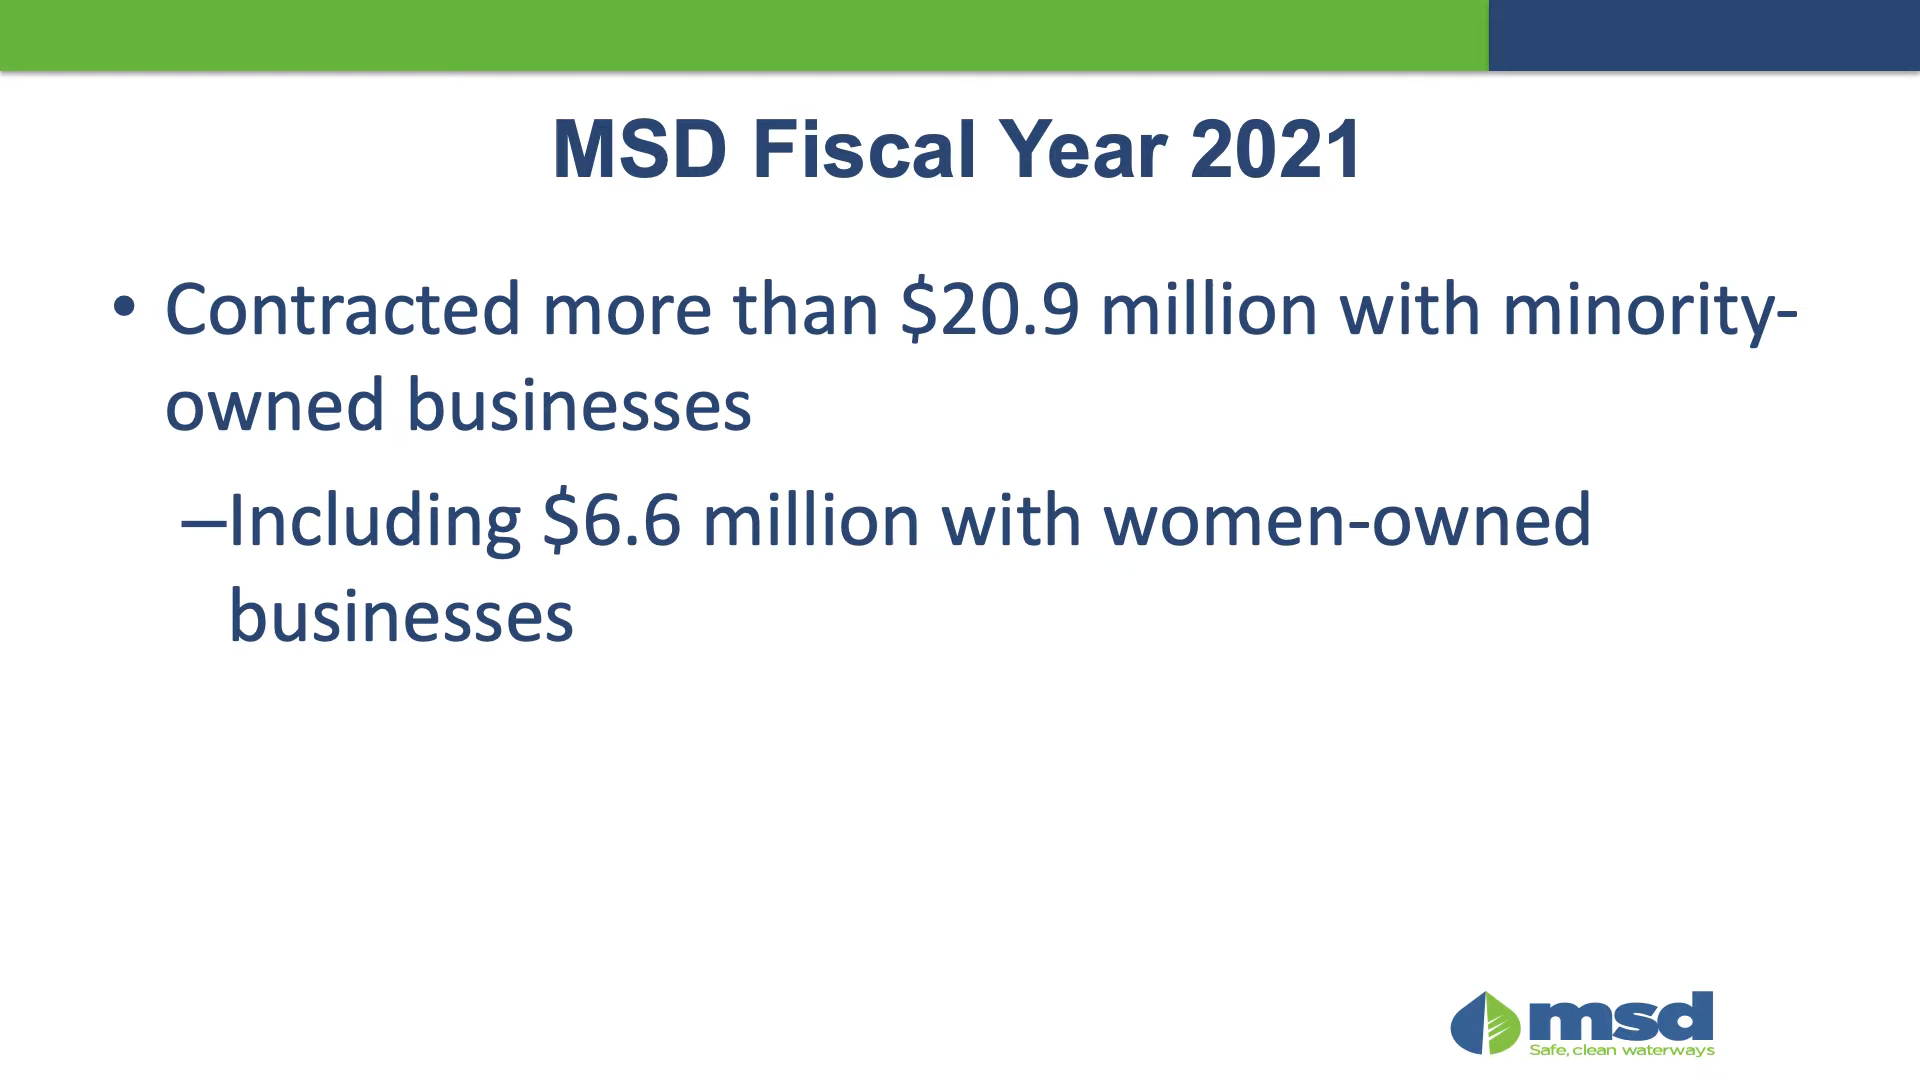 MSD Fiscal Year 2021
• Contracted more than $20.9 million with minority-
owned businesses
–Including $6.6 million with women-owned
businesses
msd
Safe, clean waterways